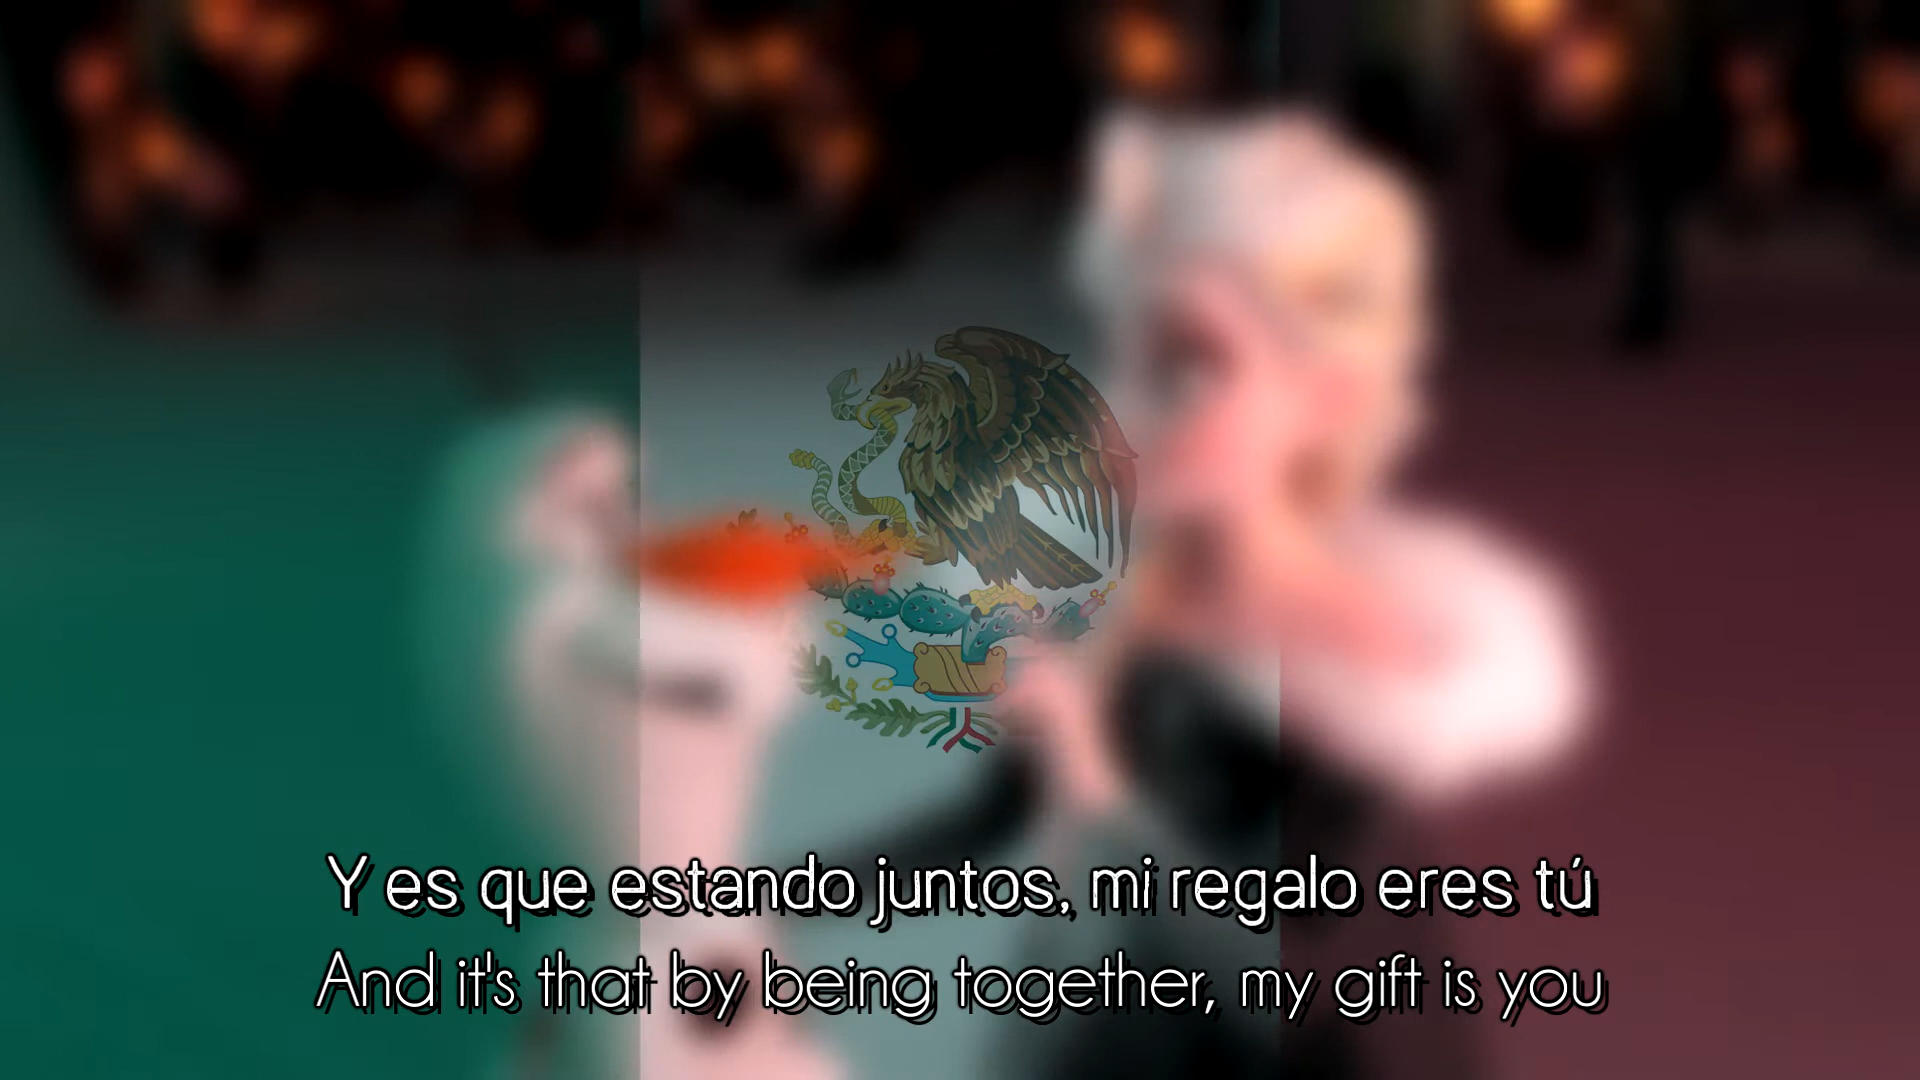 Y es que estando juntos, mi regalo eres tú
And it's that by being together, my gift is you